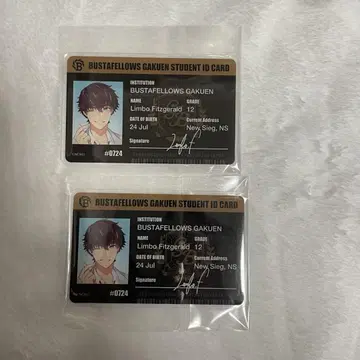 BUSTAFELLOWS GAKUEN STUDENT ID CARD
INSTITUTION
BUSTAFELLOWS GAKUEN
NAME GRADE
Limbo Fitzgerald 12
DATE OF BIRTH Current Address
24 Jul New Sieg, NS
Signature
#0724
BUSTAFELLOWS GAKUEN STUDENT ID CARD
INSTITUTION
BUSTAFELLOWS GAKUEN
NAME GRADE
Limbo Fitzgerald 12
DATE OF BIRTH Current Address
24 Jul New Sieg, NS
Signature
#0724